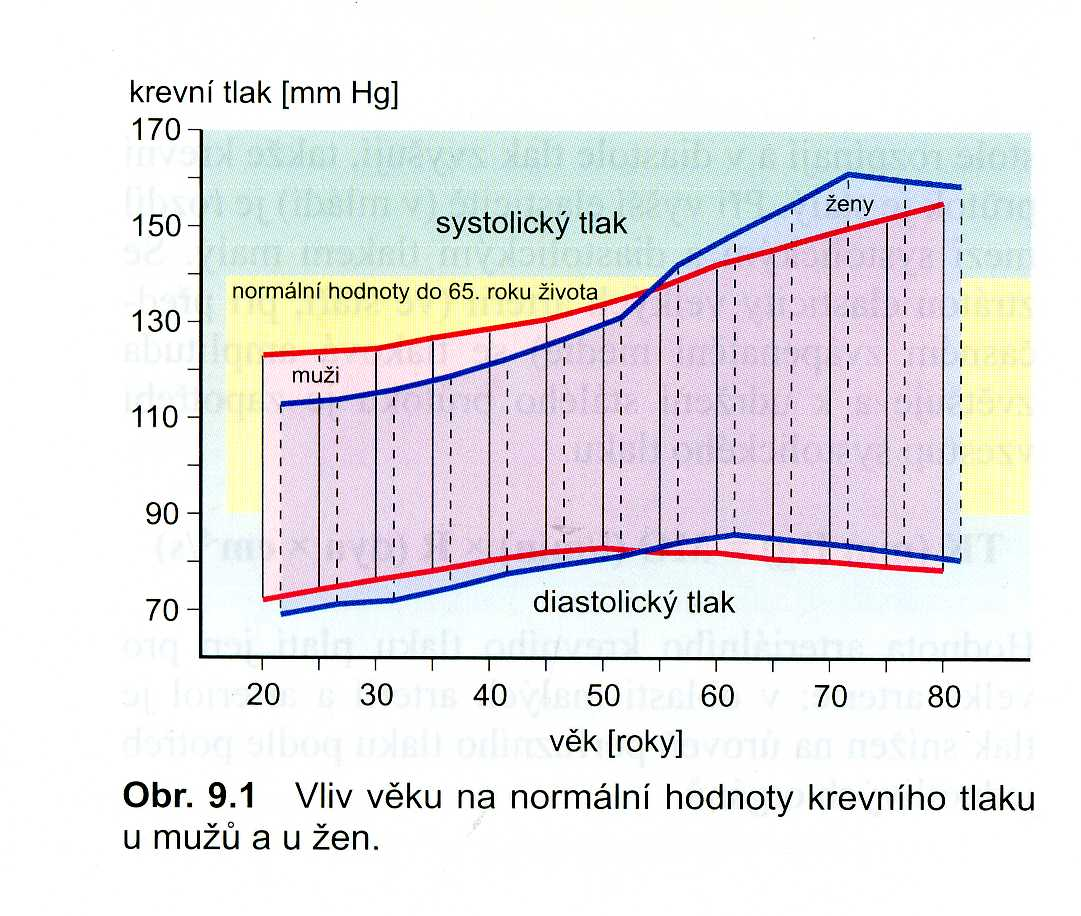 krevní tlak [mm Hg]
170
150
130
110
90
70
systolický tlak
ženy
normální hodnoty do 65. roku života
muži
diastolický tlak
20 30 40 50 60 70 80
věk [roky]
Obr. 9.1 Vliv věku na normální hodnoty krevního tlaku
u mužů a u žen.